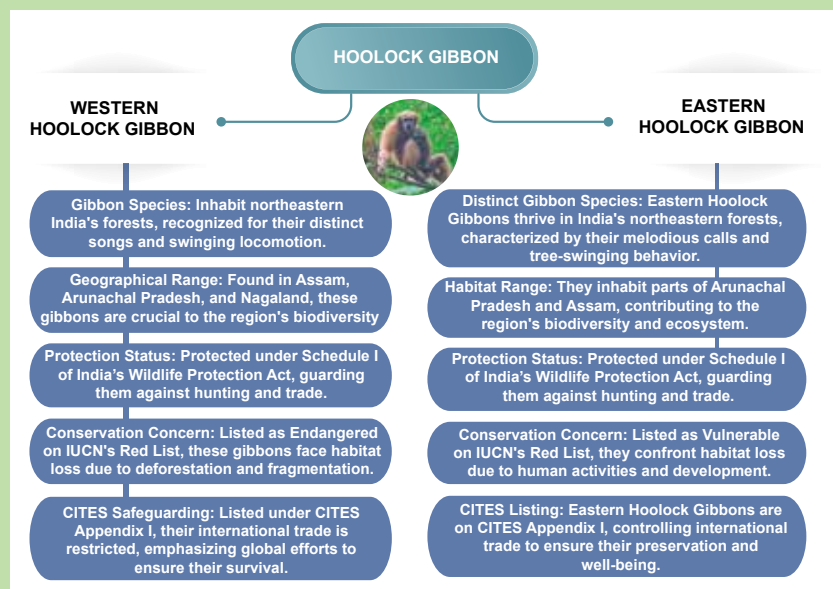 HOOLOCK GIBBON
WESTERN
HOOLOCK GIBBON
Gibbon Species: Inhabit northeastern
India's forests, recognized for their distinct
songs and swinging locomotion.
Geographical Range: Found in Assam,
Arunachal Pradesh, and Nagaland, these
gibbons are crucial to the region's biodiversity
Protection Status: Protected under Schedule I
of India’s Wildlife Protection Act, guarding
them against hunting and trade.
Conservation Concern: Listed as Endangered
on IUCN's Red List, these gibbons face habitat
loss due to deforestation and fragmentation.
CITES Safeguarding: Listed under CITES
Appendix I, their international trade is
restricted, emphasizing global efforts to
ensure their survival.
EASTERN
HOOLOCK GIBBON
Distinct Gibbon Species: Eastern Hoolock
Gibbons thrive in India's northeastern forests,
characterized by their melodious calls and
tree-swinging behavior.
Habitat Range: They inhabit parts of Arunachal
Pradesh and Assam, contributing to the
region's biodiversity and ecosystem.
Protection Status: Protected under Schedule I
of India’s Wildlife Protection Act, guarding
them against hunting and trade.
Conservation Concern: Listed as Vulnerable
on IUCN's Red List, they confront habitat loss
due to human activities and development.
CITES Listing: Eastern Hoolock Gibbons are
on CITES Appendix I, controlling international
trade to ensure their preservation and
well-being.